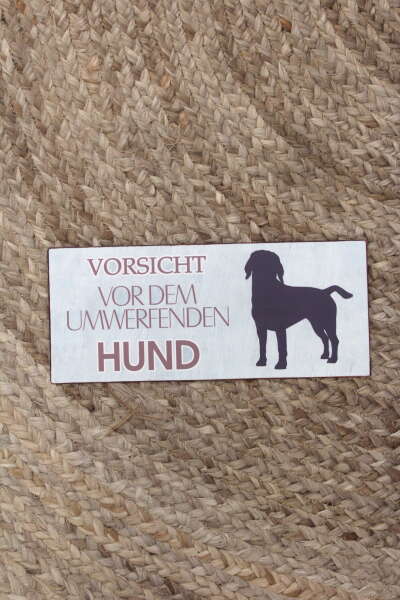 VORSICHT
VOR DEM
UMWERFENDEN
HUND